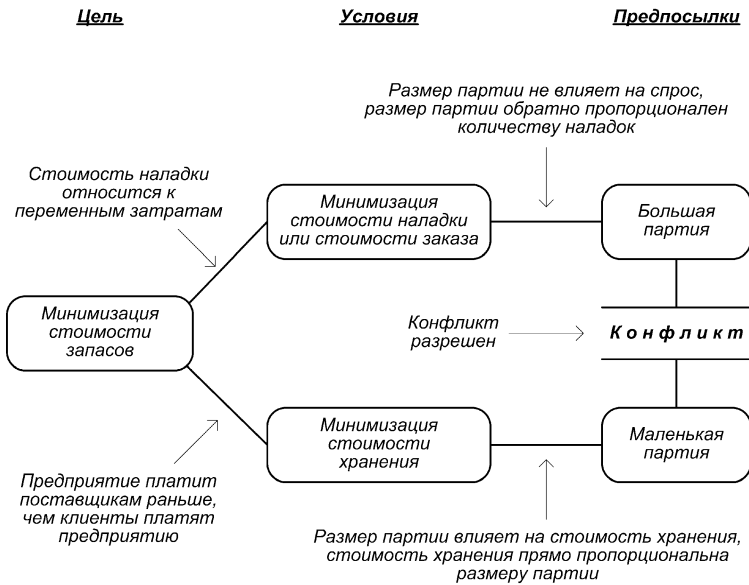 Цель
Условия
Предпосылки
Размер партии не влияет на спрос,
размер партии обратно пропорционален
количеству наладок
Стоимость наладки
относится к
переменным затратам
Минимизация
стоимости наладки
или стоимости заказа
Большая
партия
Минимизация
стоимости
запасов
Конфликт
разрешен
Конфликт
Минимизация
стоимости
хранения
Маленькая
партия
Предприятие платит
поставщикам раньше,
чем клиенты платят
предприятию
Размер партии влияет на стоимость хранения,
стоимость хранения прямо пропорциональна
размеру партии